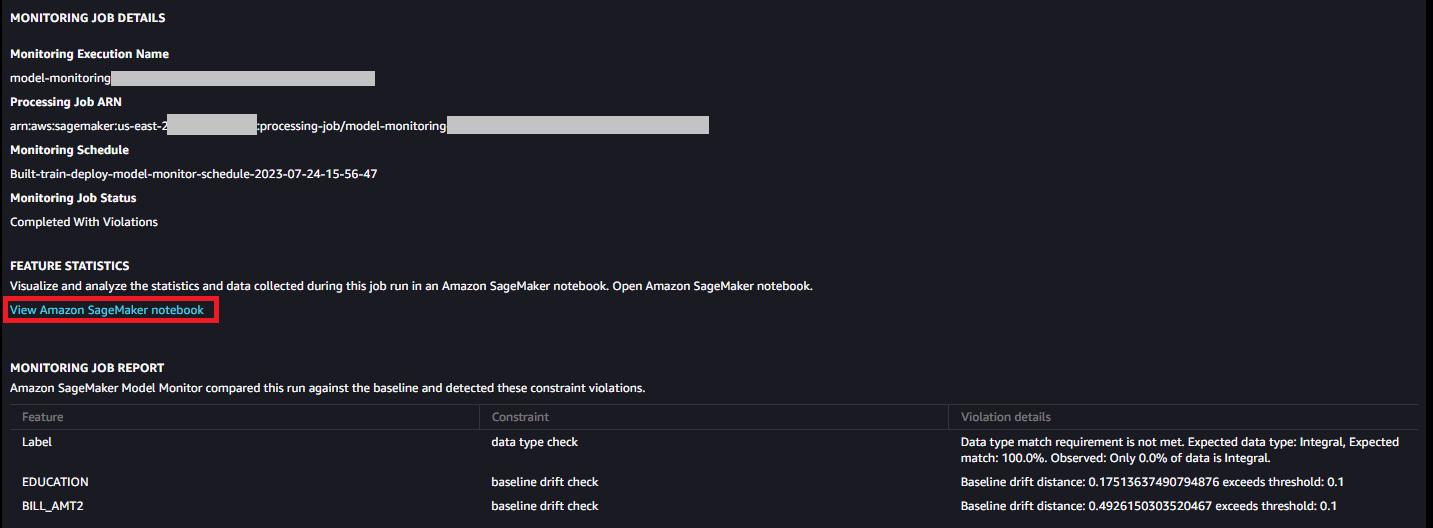 MONITORING JOB DETAILS
Monitoring Execution Name
model-monitoring
Processing Job ARN
arn:aws:sagemaker:us-east-2 :processing-job/model-monitoring
Monitoring Schedule
Built-train-deploy-model-monitor-schedule-2023-07-24-15-56-47
Monitoring Job Status
Completed With Violations
FEATURE STATISTICS
Visualize and analyze the statistics and data collected during this job run in an Amazon SageMaker notebook. Open Amazon SageMaker notebook.
View Amazon SageMaker notebook
MONITORING JOB REPORT
Amazon SageMaker Model Monitor compared this run against the baseline and detected these constraint violations.
Feature Constraint Violation details
Label data type check Data type match requirement is not met. Expected data type: Integral, Expected
match: 100.0%. Observed: Only 0.0% of data is Integral.
EDUCATION baseline drift check Baseline drift distance: 0.17513637490794876 exceeds threshold: 0.1
BILL_AMT2 baseline drift check Baseline drift distance: 0.4926150303520467 exceeds threshold: 0.1